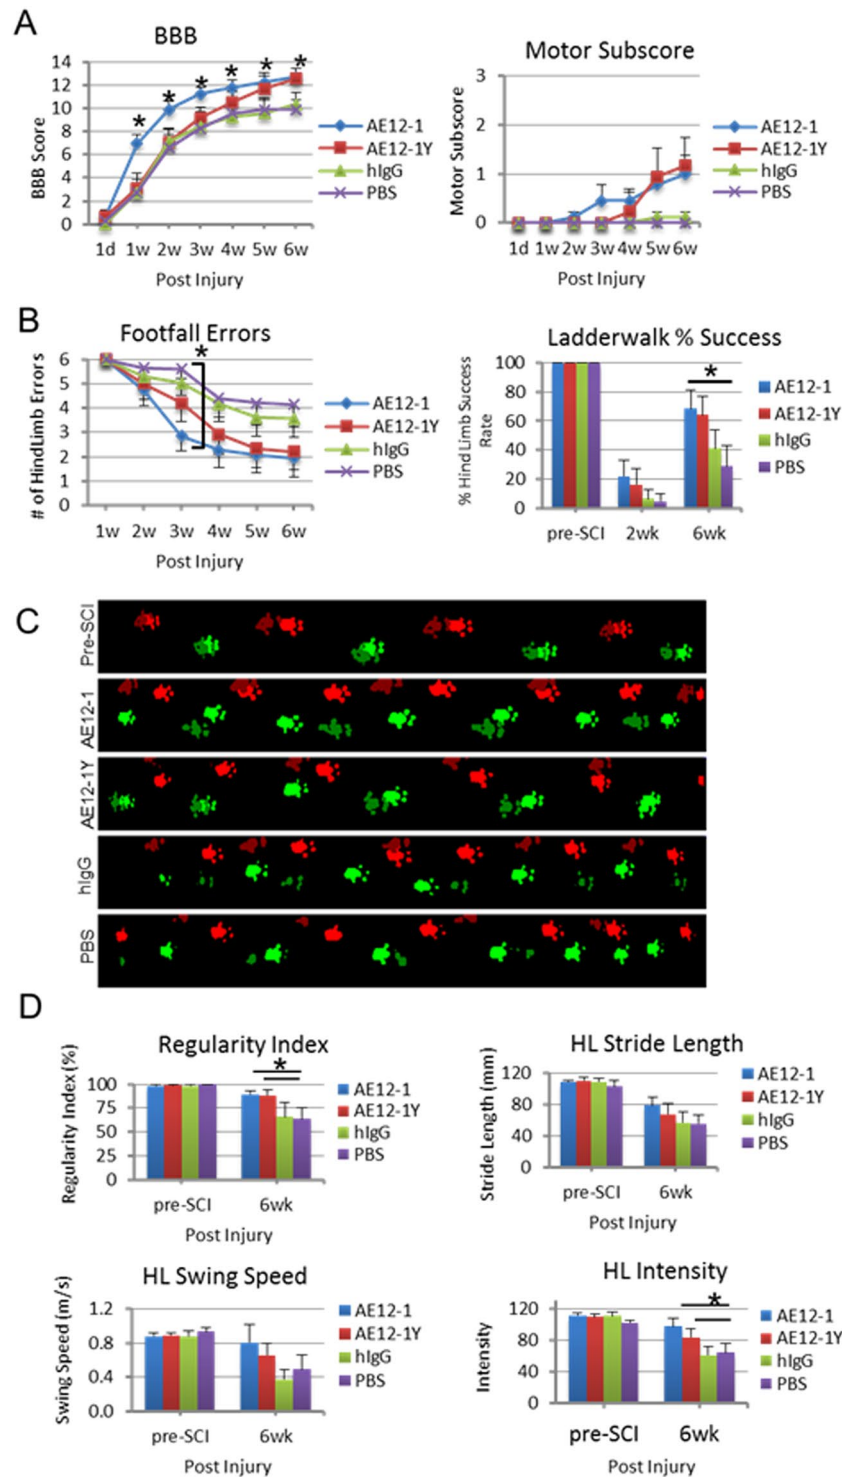 A
BBB
BBB Score
14
12
10
8
6
4
2
0
* * * * * *
1d 1w 2w 3w 4w 5w 6w
Post Injury
AE12-1
AE12-1Y
hIgG
PBS
Motor Subscore
Motor Subscore
3
2
1
0
1d 1w 2w 3w 4w 5w 6w
Post Injury
AE12-1
AE12-1Y
hIgG
PBS
B
Footfall Errors
# of HindLimb Errors
6
5
4
3
2
1
0
*
1w 2w 3w 4w 5w 6w
Post Injury
AE12-1
AE12-1Y
hIgG
PBS
Ladderwalk % Success
% Hind Limb Success
Rate
100
80
60
40
20
0
*
pre-SCI 2wk 6wk
AE12-1
AE12-1Y
hIgG
PBS
C
Pre-SCI
AE12-1
AE12-1Y
hIgG
PBS
D
Regularity Index
Regularity Index (%)
100
75
50
25
0
*
pre-SCI 6wk
Post Injury
AE12-1
AE12-1Y
hIgG
PBS
HL Stride Length
Stride Length (mm)
120
80
40
0
pre-SCI 6wk
Post Injury
AE12-1
AE12-1Y
hIgG
PBS
HL Swing Speed
Swing Speed (m/s)
1.2
0.8
0.4
0.0
pre-SCI 6wk
Post Injury
AE12-1
AE12-1Y
hIgG
PBS
HL Intensity
Intensity
120
80
40
0
*
pre-SCI 6wk
Post Injury
AE12-1
AE12-1Y
hIgG
PBS